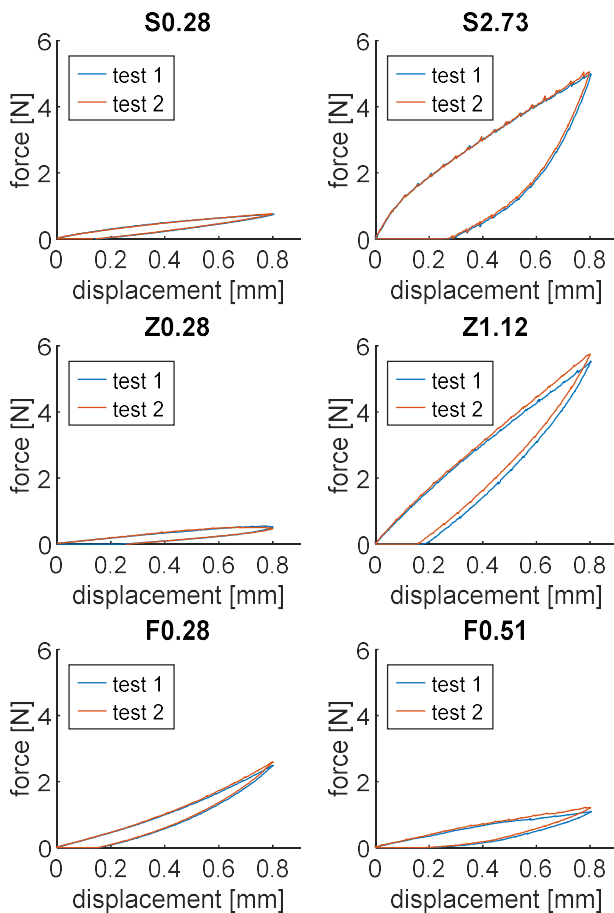 S0.28
6
4
2
0
force [N]
test 1
test 2
0 0.2 0.4 0.6 0.8
displacement [mm]
S2.73
6
4
2
0
force [N]
test 1
test 2
0 0.2 0.4 0.6 0.8
displacement [mm]
Z0.28
6
4
2
0
force [N]
test 1
test 2
0 0.2 0.4 0.6 0.8
displacement [mm]
Z1.12
6
4
2
0
force [N]
test 1
test 2
0 0.2 0.4 0.6 0.8
displacement [mm]
F0.28
6
4
2
0
force [N]
test 1
test 2
0 0.2 0.4 0.6 0.8
displacement [mm]
F0.51
6
4
2
0
force [N]
test 1
test 2
0 0.2 0.4 0.6 0.8
displacement [mm]